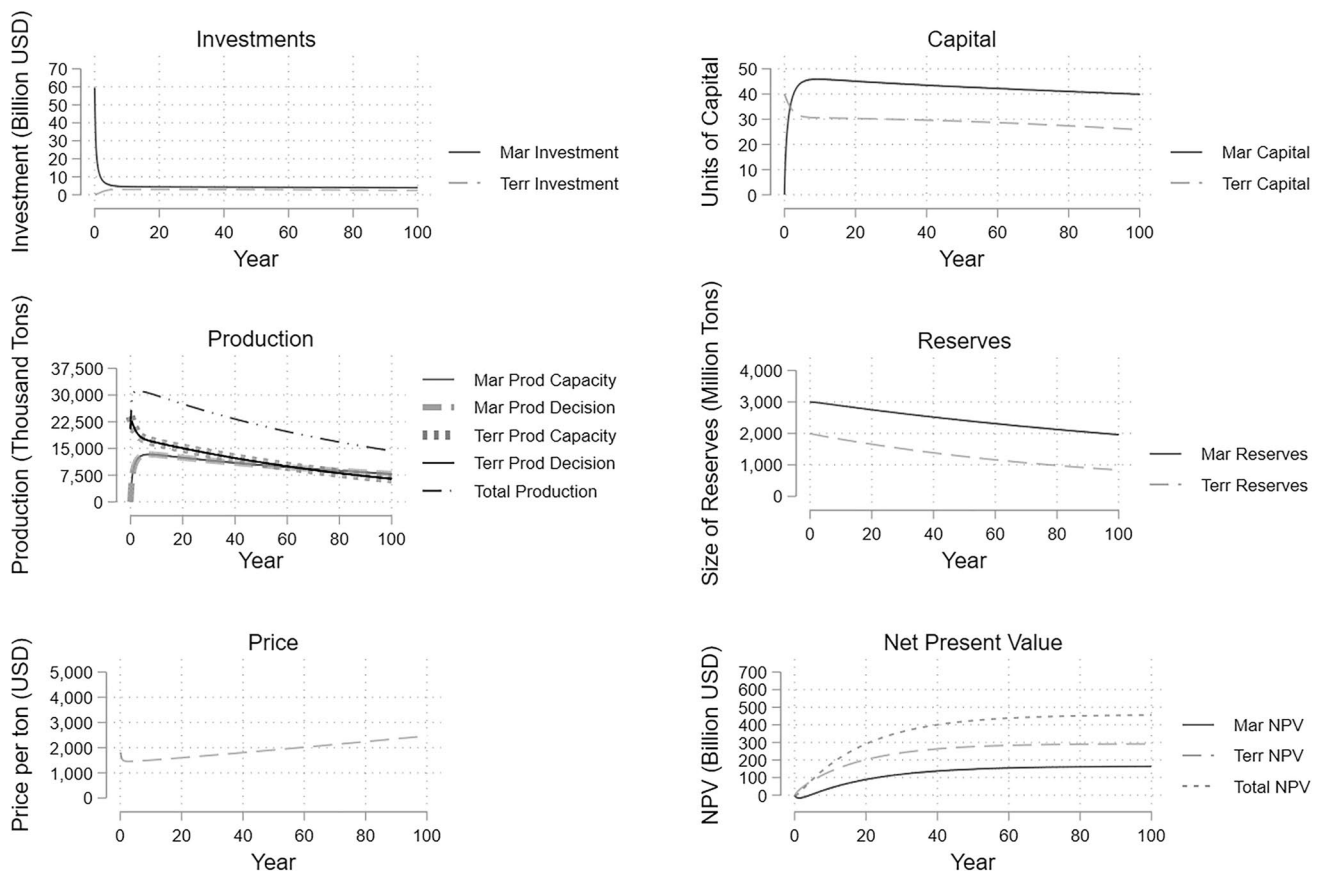 Investments
Investment (Billion USD)
70
60
50
40
30
20
10
0
0 20 40 60 80 100
Year
Mar Investment
Terr Investment
Capital
Units of Capital
50
40
30
20
10
0
0 20 40 60 80 100
Year
Mar Capital
Terr Capital
Production
Production (Thousand Tons)
37,500
30,000
22,500
15,000
7,500
0
0 20 40 60 80 100
Year
Mar Prod Capacity
Mar Prod Decision
Terr Prod Capacity
Terr Prod Decision
Total Production
Reserves
Size of Reserves (Million Tons)
4,000
3,000
2,000
1,000
0
0 20 40 60 80 100
Year
Mar Reserves
Terr Reserves
Price
Price per ton (USD)
5,000
4,000
3,000
2,000
1,000
0
0 20 40 60 80 100
Year
Net Present Value
NPV (Billion USD)
700
600
500
400
300
200
100
0
0 20 40 60 80 100
Year
Mar NPV
Terr NPV
Total NPV